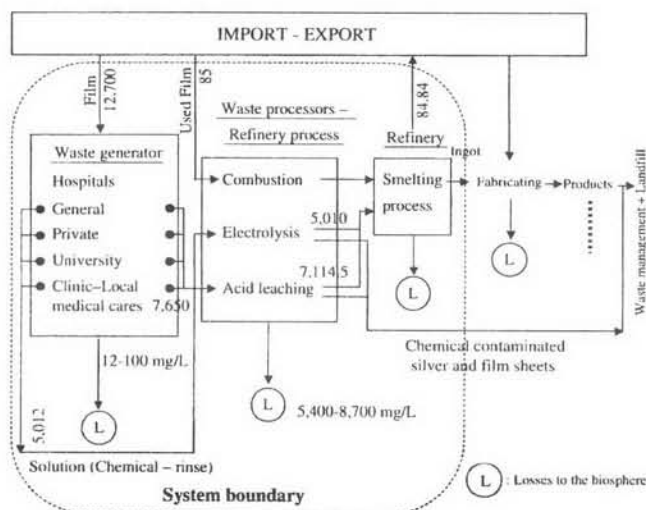 IMPORT - EXPORT
Film
12,700
Used Film
85
84.84
Waste processors –
Refinery process
Refinery
Ingot
Waste generator
Hospitals
General
Private
University
Clinic–Local
medical cares
7,650
Combustion
Electrolysis
Acid leaching
5,010
7,114.5
Smelting
process
Fabricating
Products
Waste management + Landfill
L
L
L
L
12-100 mg/L
5,400-8,700 mg/L
5,012
Chemical contaminated
silver and film sheets
Solution (Chemical – rinse)
System boundary
L
: Losses to the biosphere